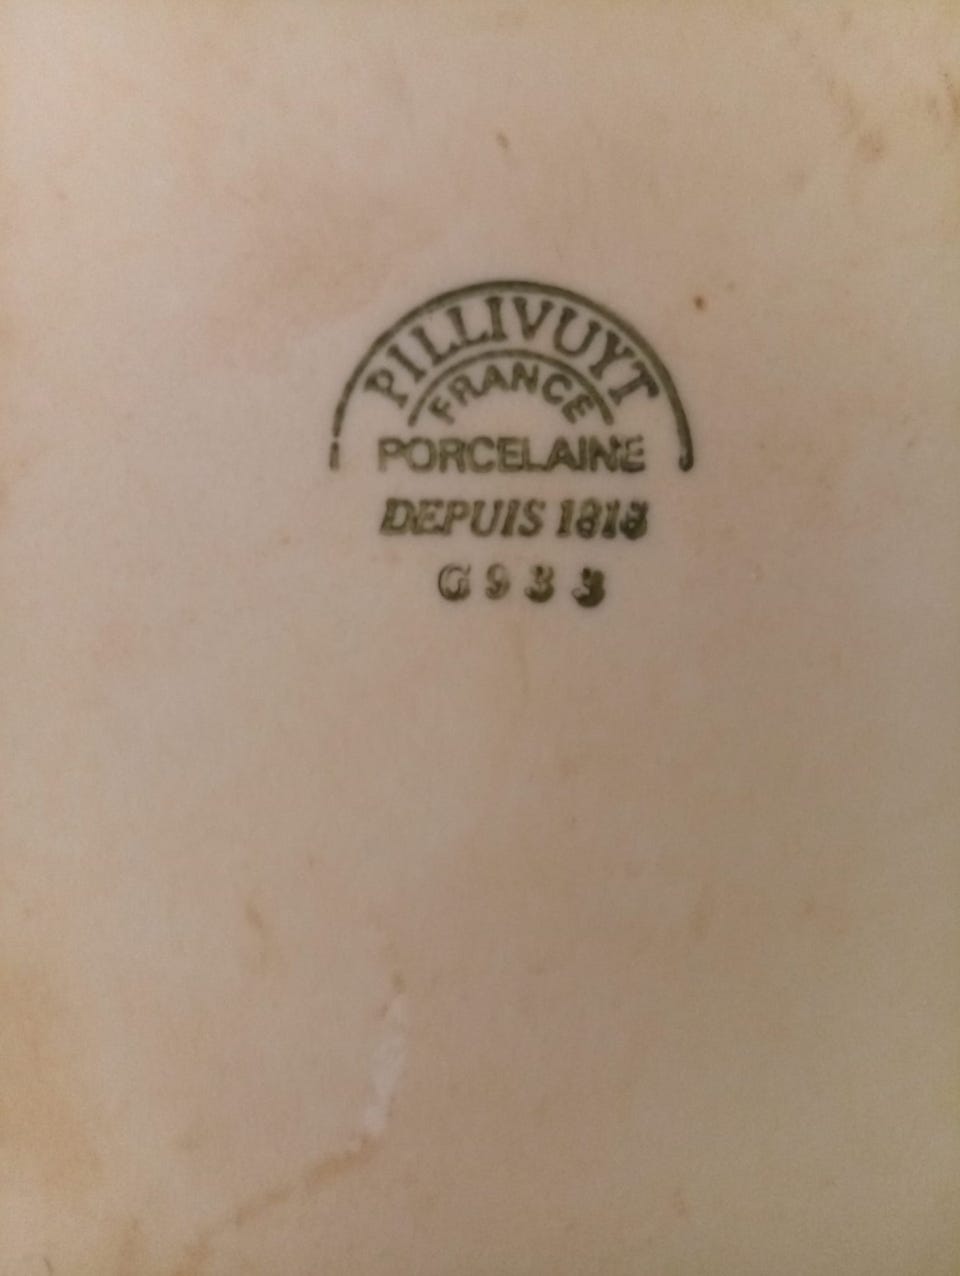 PILLIVUYT
FRANCE
PORCELAINE
DEPUIS 1818
G933